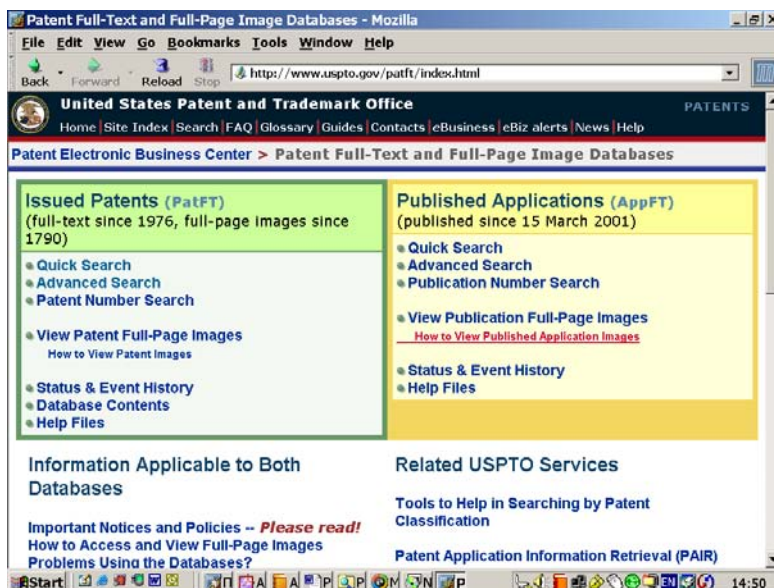 Patent Full-Text and Full-Page Image Databases - Mozilla
File Edit View Go Bookmarks Tools Window Help
Back Forward Reload Stop http://www.uspto.gov/patft/index.html
United States Patent and Trademark Office
PATENTS
Home|Site Index|Search|FAQ|Glossary|Guides|Contacts|eBusiness|eBiz alerts|News|Help
Patent Electronic Business Center > Patent Full-Text and Full-Page Image Databases
Issued Patents (PatFT)
(full-text since 1976, full-page images since
1790)
Quick Search
Advanced Search
Patent Number Search
View Patent Full-Page Images
How to View Patent Images
Status & Event History
Database Contents
Help Files
Published Applications (AppFT)
(published since 15 March 2001)
Quick Search
Advanced Search
Publication Number Search
View Publication Full-Page Images
How to View Published Application Images
Status & Event History
Help Files
Information Applicable to Both
Databases
Important Notices and Policies -- Please read!
How to Access and View Full-Page Images
Problems Using the Databases?
Related USPTO Services
Tools to Help in Searching by Patent
Classification
Patent Application Information Retrieval (PAIR)
Start
EN